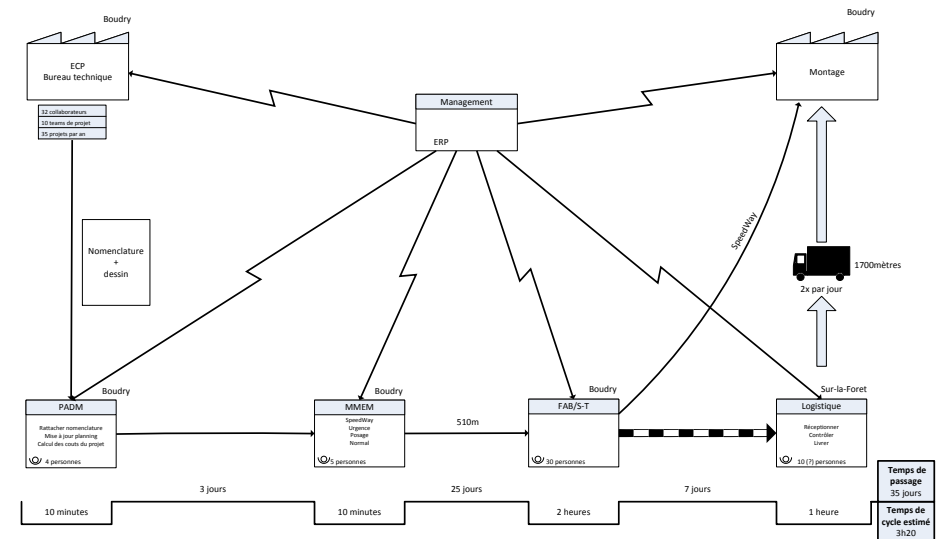 Boudry
ECP
Bureau technique
32 collaborateurs
10 teams de projet
35 projets par an
Management
ERP
Boudry
Montage
Nomenclature
+
dessin
SpeedWay
1700mètres
2x par jour
Boudry
PADM
Rattacher nomenclature
Mise à jour planning
Calcul des couts du projet
4 personnes
Boudry
MMEM
SpeedWay
Urgence
Posage
Normal
5 personnes
510m
Boudry
FAB/S-T
30 personnes
Sur-la-Foret
Logistique
Réceptionner
Contrôler
Livrer
10 (?) personnes
3 jours
25 jours
7 jours
10 minutes
10 minutes
2 heures
1 heure
Temps de
passage
35 jours
Temps de
cycle estimé
3h20